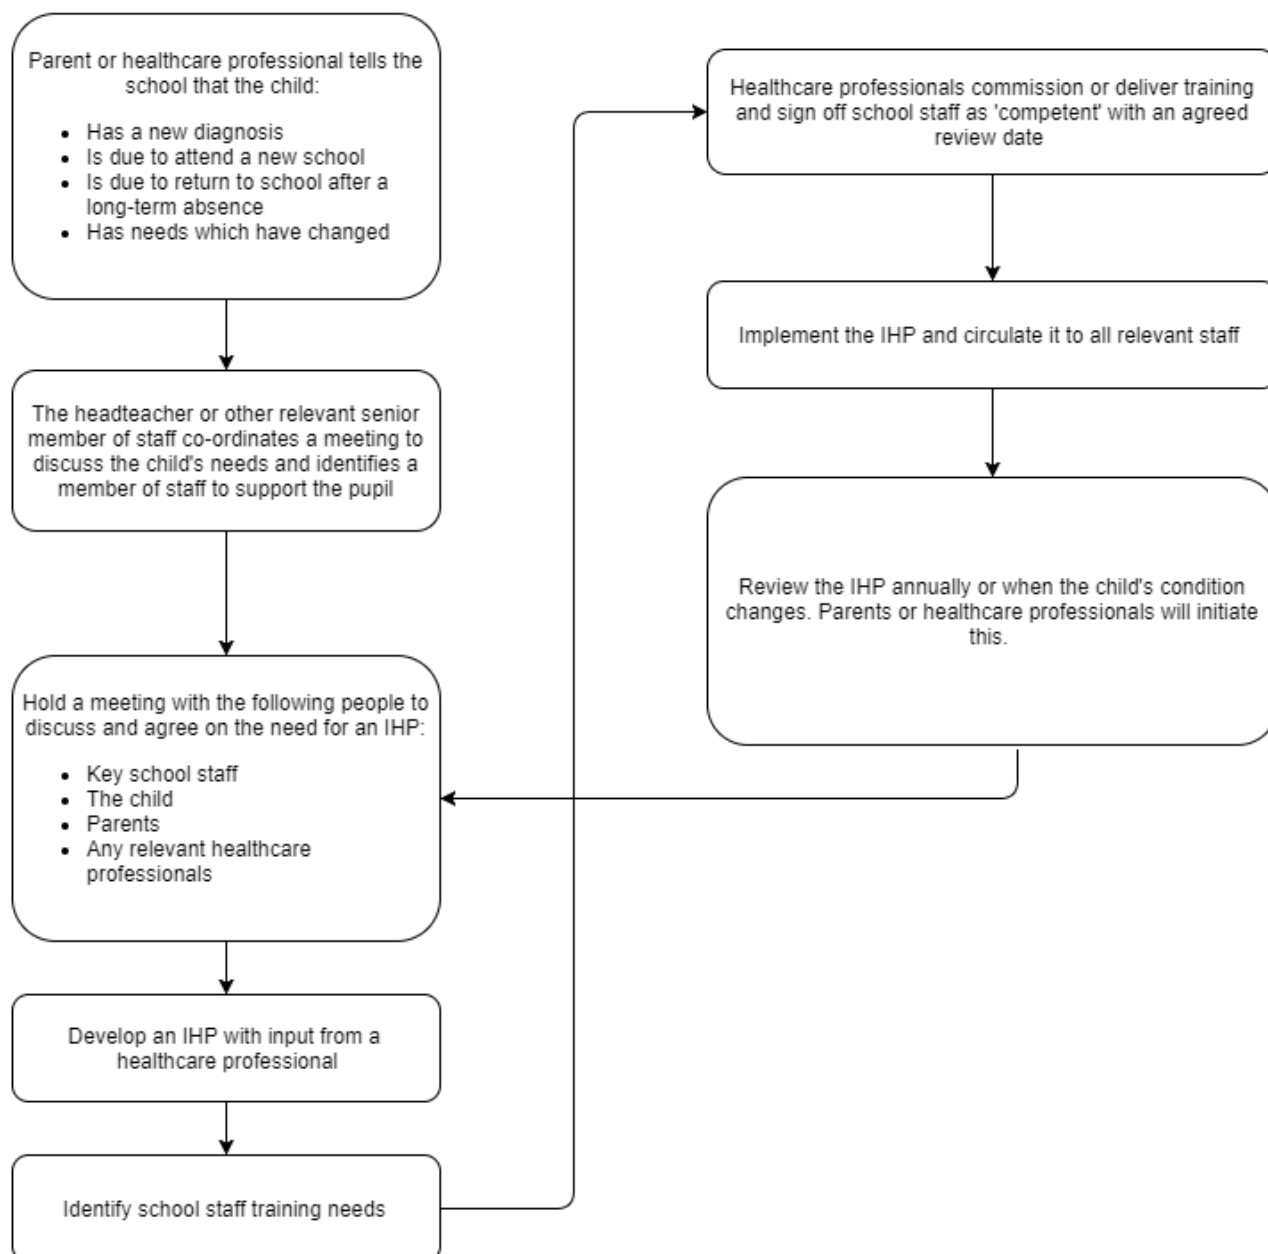 Parent or healthcare professional tells the
school that the child:
• Has a new diagnosis
• Is due to attend a new school
• Is due to return to school after a
long-term absence
• Has needs which have changed
The headteacher or other relevant senior
member of staff co-ordinates a meeting to
discuss the child's needs and identifies a
member of staff to support the pupil
Hold a meeting with the following people to
discuss and agree on the need for an IHP:
• Key school staff
• The child
• Parents
• Any relevant healthcare
professionals
Develop an IHP with input from a
healthcare professional
Identify school staff training needs
Healthcare professionals commission or deliver training
and sign off school staff as 'competent' with an agreed
review date
Implement the IHP and circulate it to all relevant staff
Review the IHP annually or when the child's condition
changes. Parents or healthcare professionals will initiate
this.